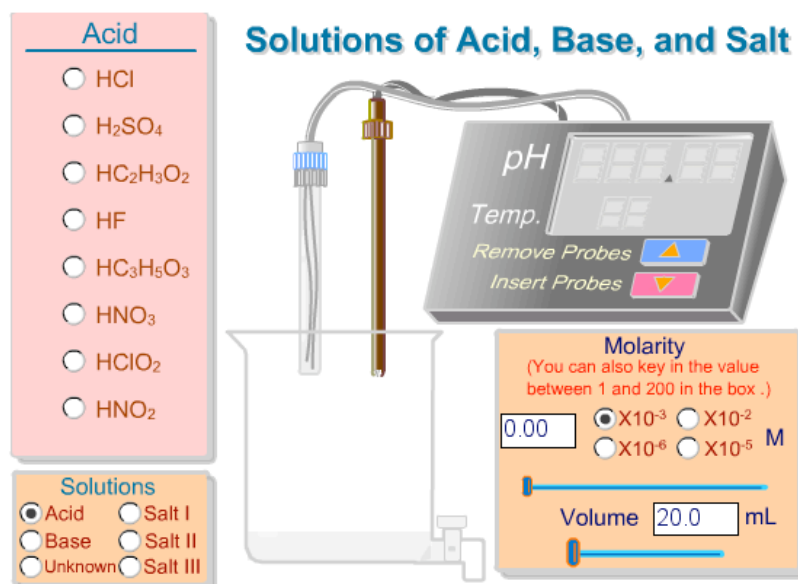 Acid
HCl
H₂SO₄
HC₂H₃O₂
HF
HC₃H₅O₃
HNO₃
HClO₂
HNO₂
Solutions
Acid Salt I
Base Salt II
Unknown Salt III
Solutions of Acid, Base, and Salt
pH
Temp.
Remove Probes
Insert Probes
Molarity
(You can also key in the value
between 1 and 200 in the box .)
0.00 X10⁻³ X10⁻² M
X10⁻⁶ X10⁻⁵
Volume 20.0 mL